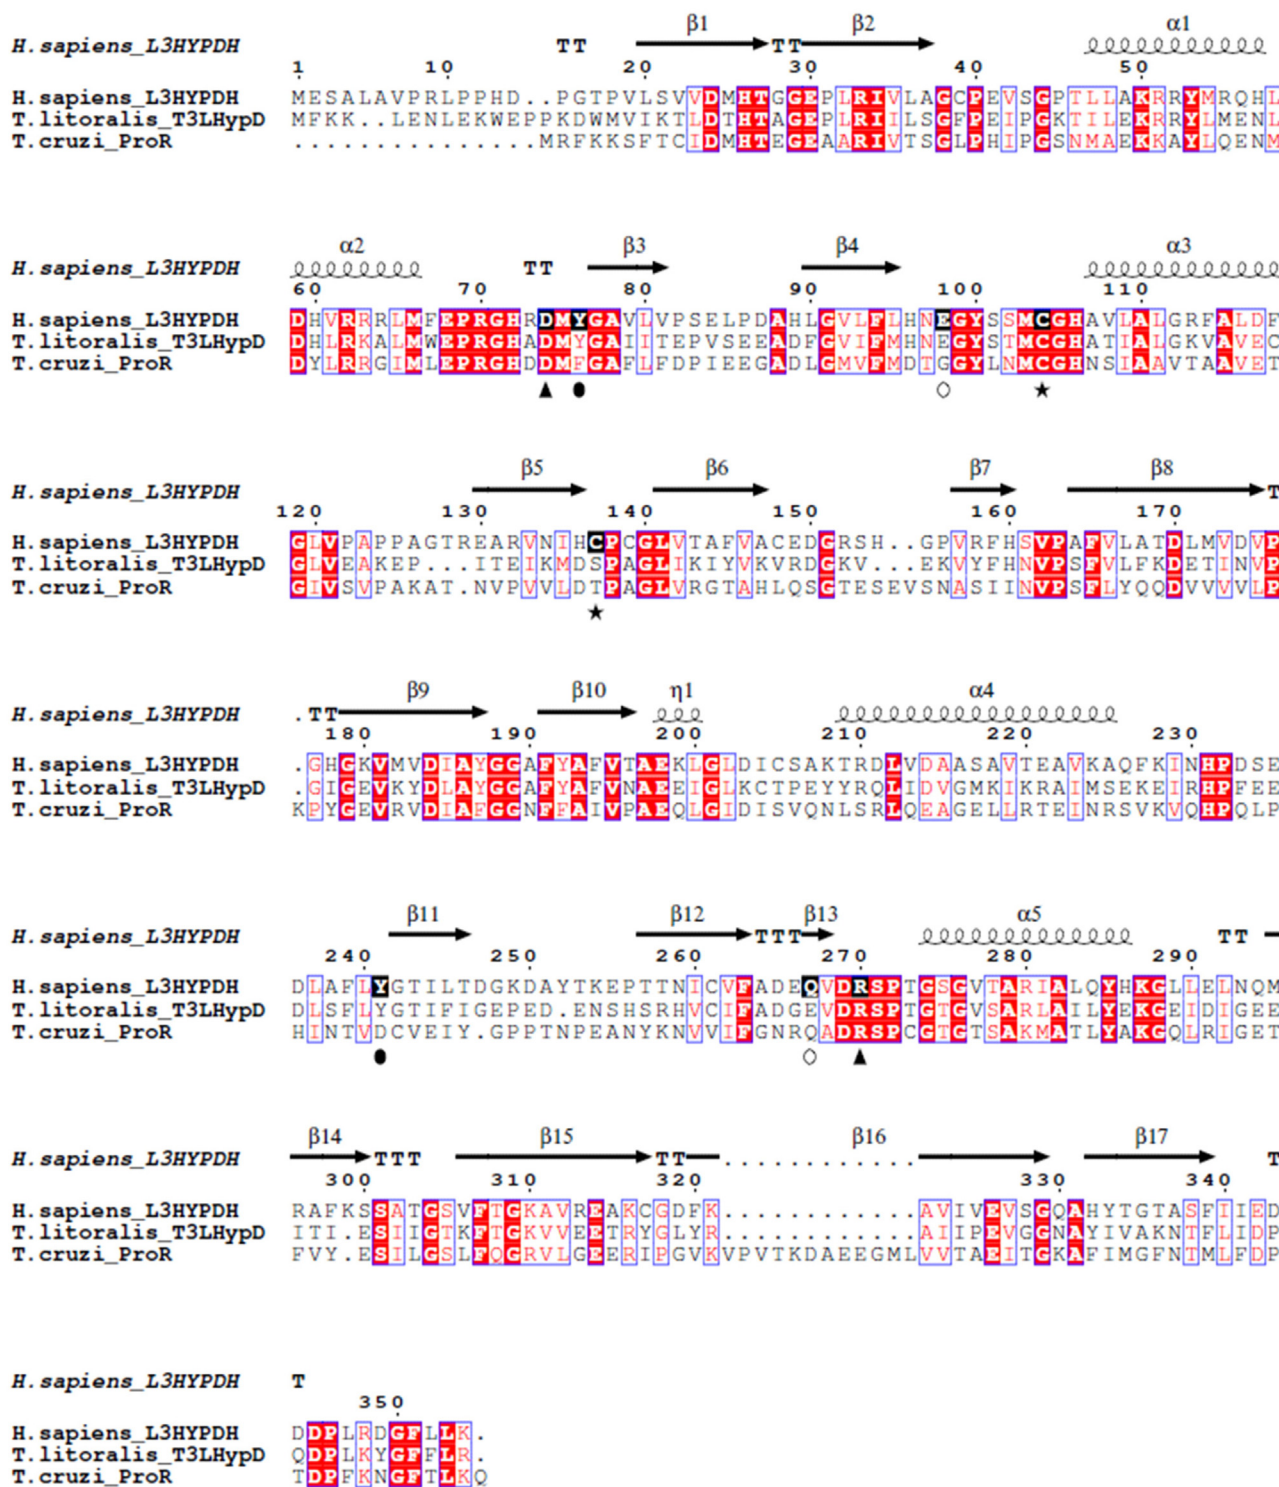 β1 β2 α1
H.sapiens_L3HYPDH TT TT
1 10 20 30 40 50
H.sapiens_L3HYPDH MESALAVPRLPPHD..PGTPVLSVVDMHTGGEPLRIVLAGCPEVSGPTLLAKRRYMRQHL
T.litoralis_T3LHypD MFKK..LENLEKWEPPKDWMVIKTLDTHTAGEPLRIILSGFPEIPGKTILEKRRYLMENL
T.cruzi_ProR ...............MRFKKSFTCIDMHTEGEAARIVTSGLPHIPGSNMAEKKAYLQENM
α2 β3 β4 α3
H.sapiens_L3HYPDH TT
60 70 80 90 100 110
H.sapiens_L3HYPDH DHVRRRLMFEPRGHRDMYGAVLVPSELPDAHLGVLFLHNEGYSSMCGHAVLALGRFALDF
T.litoralis_T3LHypD DHLRKALMWEPRGHADMYGAIITEPVSEEADFGVIFMHNEGYSTMCGHATIALGKVAVEC
T.cruzi_ProR DYLRRGIMLEPRGHDDMFGAFLFDPIEEGADLGMVFMDTGGYLNMCGHNSIAAVTAAVET
β5 β6 β7 β8
H.sapiens_L3HYPDH T
120 130 140 150 160 170
H.sapiens_L3HYPDH GLVPAPPAGTREARVNIHCPCGLVTAFVACEDGRSH..GPVRFHSVPAFVLATDLMVDVP
T.litoralis_T3LHypD GLVEAKEP...ITEIKMDSPAGLIKIYVKVRDGKV...EKVYFHNVPSFVLFKDETINVP
T.cruzi_ProR GIVSVPAKAT.NVPVVLDTPAGLVRGTAHLQSGTESEVSNASIINVPSFLYQQDVVVVLP
β9 β10 η1 α4
H.sapiens_L3HYPDH .TT
180 190 200 210 220 230
H.sapiens_L3HYPDH .GHGKVMVDIAYGGAFYAFVTAEKLGLDICSAKTRDLVDAASAVTEAVKAQFKINHPDSE
T.litoralis_T3LHypD .GIGEVKYDLAYGGAFYAFVNAEEIGLKCTPEYYRQLIDVGMKIKRAIMSEKEIRHPFEE
T.cruzi_ProR KPYGEVRVDIAFGGNFFAIVPAEQLGIDISVQNLSRLQEAGELLRTEINRSVKVQHPQLP
β11 β12 β13 α5
H.sapiens_L3HYPDH TTT TT
240 250 260 270 280 290
H.sapiens_L3HYPDH DLAFLYGTILTDGKDAYTKEPTTNICVFADEQVDRSPTGSGVTARIALQYHKGLLELNQM
T.litoralis_T3LHypD DLSFLYGTIFIGEPED.ENSHSRHVCIFADGEVDRSPTGTGVSARLAILYEKGEIDIGEE
T.cruzi_ProR HINTVDCVEIY.GPPTNPEANYKNVVIFGNRQADRSPCGTGTSAKMATLYAKGQLRIGET
β14 β15 β16 β17
H.sapiens_L3HYPDH TTT TT ............ T
300 310 320 330 340
H.sapiens_L3HYPDH RAFKSSATGSVFTGKAVREAKCGDFK............AVIVEVSGQAHYTGTASFIIED
T.litoralis_T3LHypD ITI.ESIIGTKFTGKVVEETRYGLYR............AIIPEVGGNAYIVAKNTFLIDP
T.cruzi_ProR FVY.ESILGSLFQGRVLGEERIPGVKVPVTKDAEEGMLVVTAEITGKAFIMGFNTMLFDP
H.sapiens_L3HYPDH T
350
H.sapiens_L3HYPDH DDPLRDGFLLK.
T.litoralis_T3LHypD QDPLKYGFFLR.
T.cruzi_ProR TDPFKNGFTLKQ